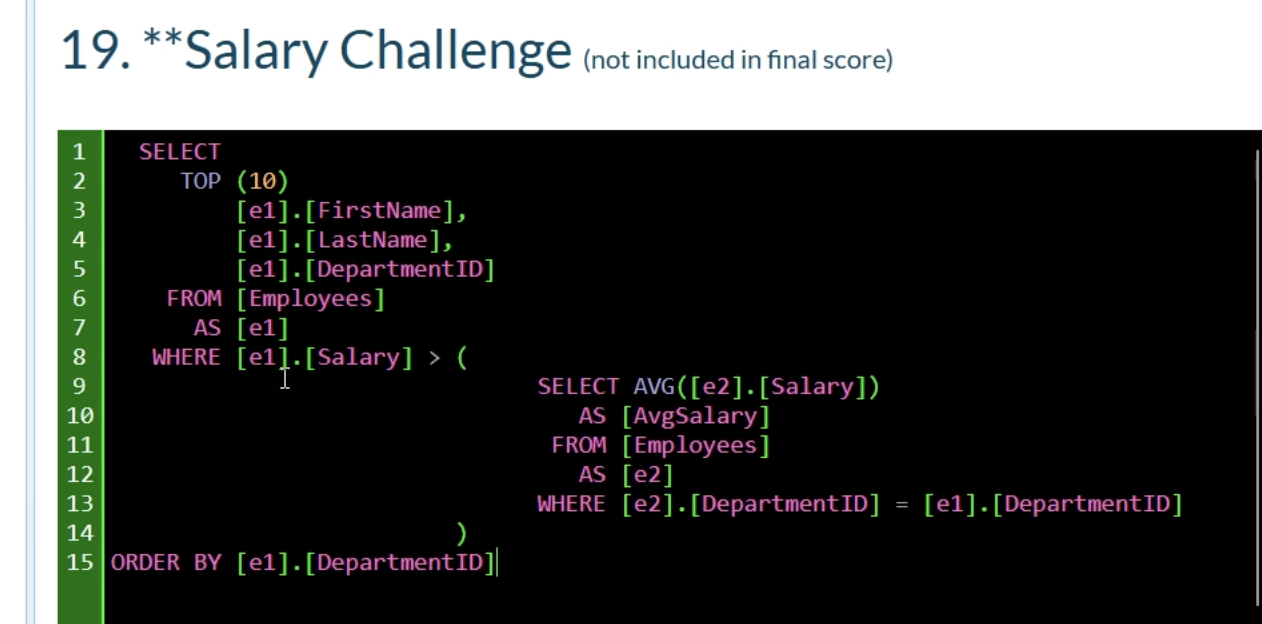 19. **Salary Challenge (not included in final score)
1 SELECT
2 TOP (10)
3 [e1].[FirstName],
4 [e1].[LastName],
5 [e1].[DepartmentID]
6 FROM [Employees]
7 AS [e1]
8 WHERE [e1].[Salary] > (
9 SELECT AVG([e2].[Salary])
10 AS [AvgSalary]
11 FROM [Employees]
12 AS [e2]
13 WHERE [e2].[DepartmentID] = [e1].[DepartmentID]
14 )
15 ORDER BY [e1].[DepartmentID]